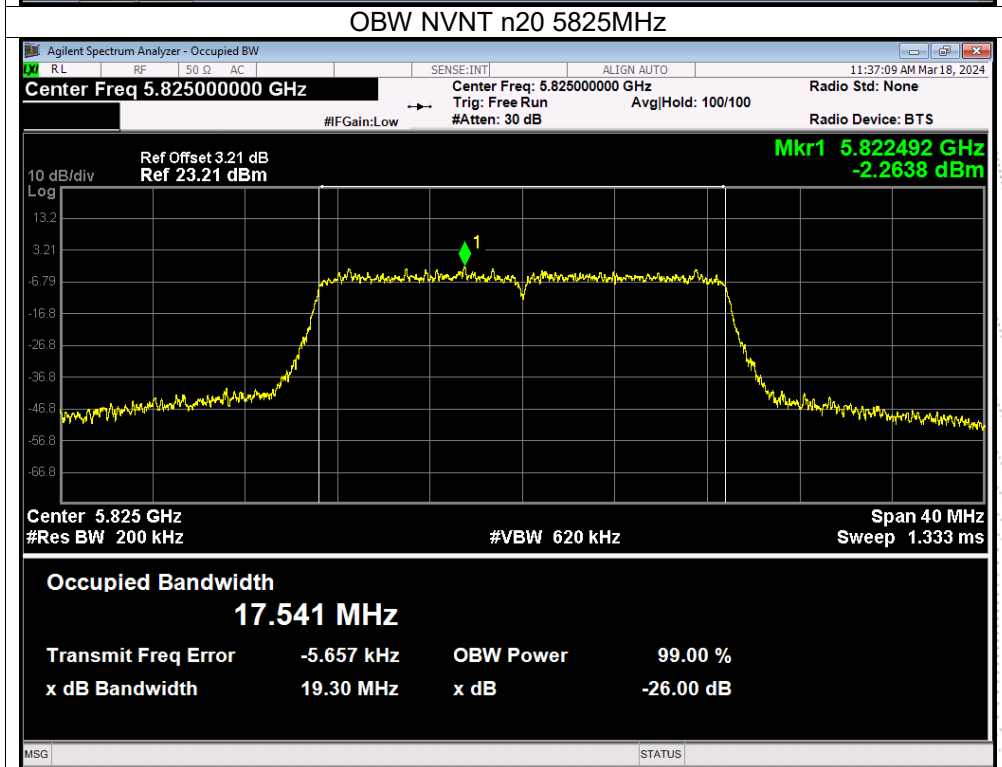 OBW NVNT n20 5825MHz
Agilent Spectrum Analyzer - Occupied BW
LXI RL RF 50 Ω AC SENSE:INT ALIGN AUTO 11:37:09 AM Mar 18, 2024
Center Freq 5.825000000 GHz Center Freq: 5.825000000 GHz Radio Std: None
Trig: Free Run Avg|Hold: 100/100
#IFGain:Low #Atten: 30 dB Radio Device: BTS
Mkr1 5.822492 GHz
-2.2638 dBm
Ref Offset 3.21 dB
10 dB/div Ref 23.21 dBm
Log
13.2
3.21
-6.79
-16.8
-26.8
-36.8
-46.8
-56.8
-66.8
1
Center 5.825 GHz Span 40 MHz
#Res BW 200 kHz #VBW 620 kHz Sweep 1.333 ms
Occupied Bandwidth
17.541 MHz
Transmit Freq Error -5.657 kHz OBW Power 99.00 %
x dB Bandwidth 19.30 MHz x dB -26.00 dB
MSG STATUS